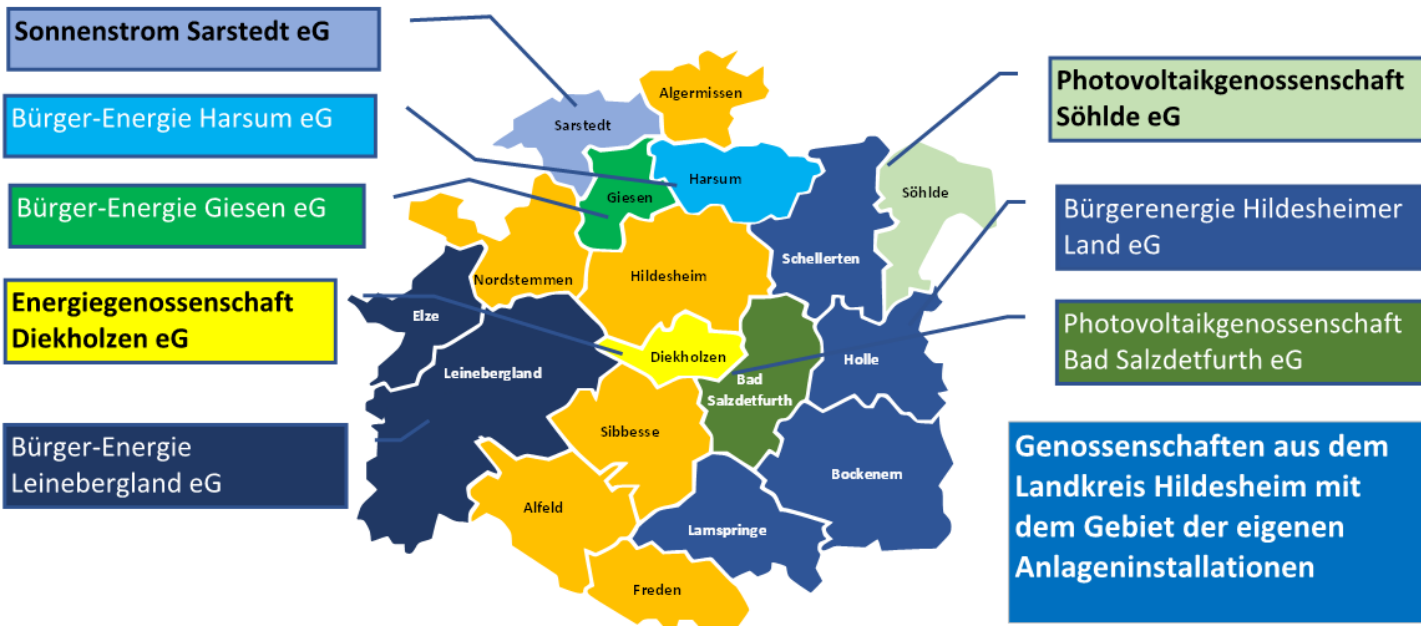 Sonnenstrom Sarstedt eG
Bürger-Energie Harsum eG
Bürger-Energie Giesen eG
Energiegenossenschaft
Diekholzen eG
Bürger-Energie
Leinebergland eG
Algermissen
Sarstedt
Harsum
Giesen
Söhlde
Schellerten
Hildesheim
Nordstemmen
Elze
Diekholzen
Holle
Leinebergland
Bad
Salzdetfurth
Sibbesse
Bockenem
Alfeld
Lamspringe
Freden
Photovoltaikgenossenschaft
Söhlde eG
Bürgerenergie Hildesheimer
Land eG
Photovoltaikgenossenschaft
Bad Salzdetfurth eG
Genossenschaften aus dem
Landkreis Hildesheim mit
dem Gebiet der eigenen
Anlageninstallationen